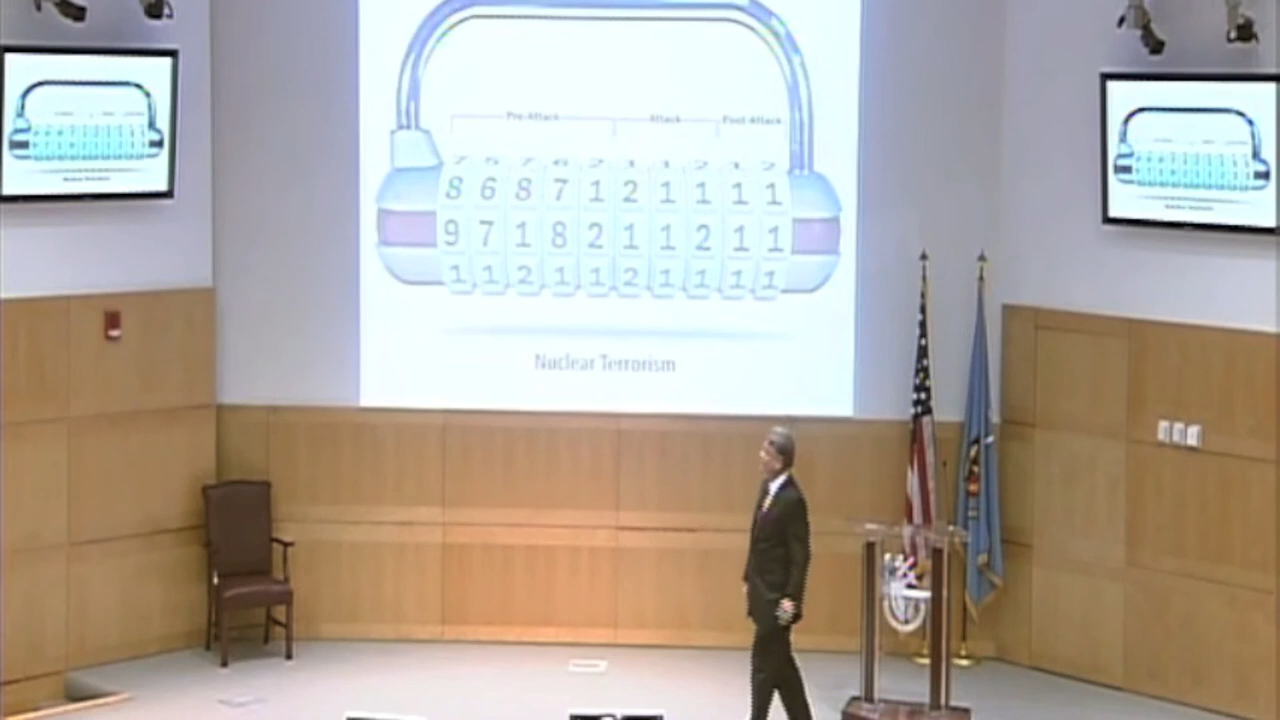 Pre-Attack Attack Post-Attack
8 6 8 7 1 2 1 1 1 1
9 7 1 8 2 1 1 2 1 1
1 1 2 1 1 2 1 1 1 1
Nuclear Terrorism